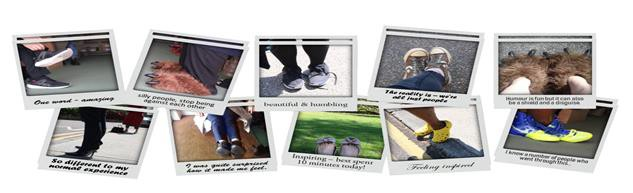 One word - amazing
silly people, stop being
against each other
beautiful & humbling
The reality is – we're
all just people
Humour is fun but it can also
be a shield and a disguise
So different to my
normal experience
I was quite surprised
how it made me feel.
Inspiring – best spent
10 minutes today!
Feeling inspired
I know a number of people who
went through this...